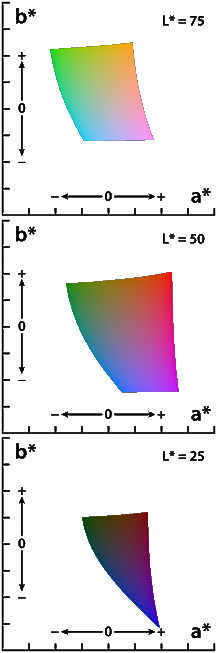 b*
L* = 75
+
0
−
− 0 +
a*
b*
L* = 50
+
0
−
− 0 +
a*
b*
L* = 25
+
0
−
− 0 +
a*